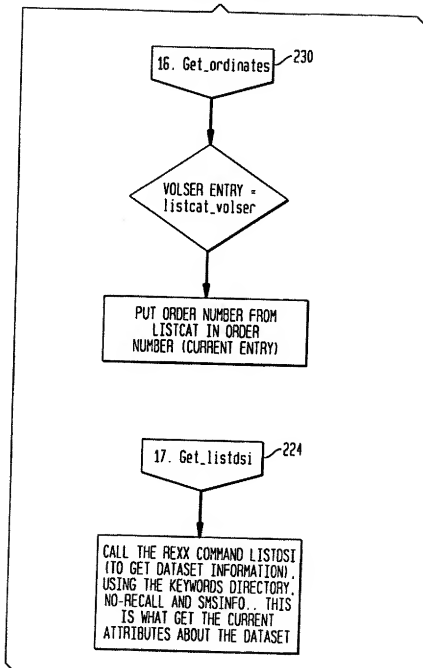 16. Get_ordinates
230
VOLSER ENTRY =
listcat_volser
PUT ORDER NUMBER FROM
LISTCAT IN ORDER
NUMBER (CURRENT ENTRY)
17. Get_listdsi
224
CALL THE REXX COMMAND LISTDSI
(TO GET DATASET INFORMATION),
USING THE KEYWORDS DIRECTORY,
NO-RECALL AND SMSINFO.. THIS
IS WHAT GET THE CURRENT
ATTRIBUTES ABOUT THE DATASET